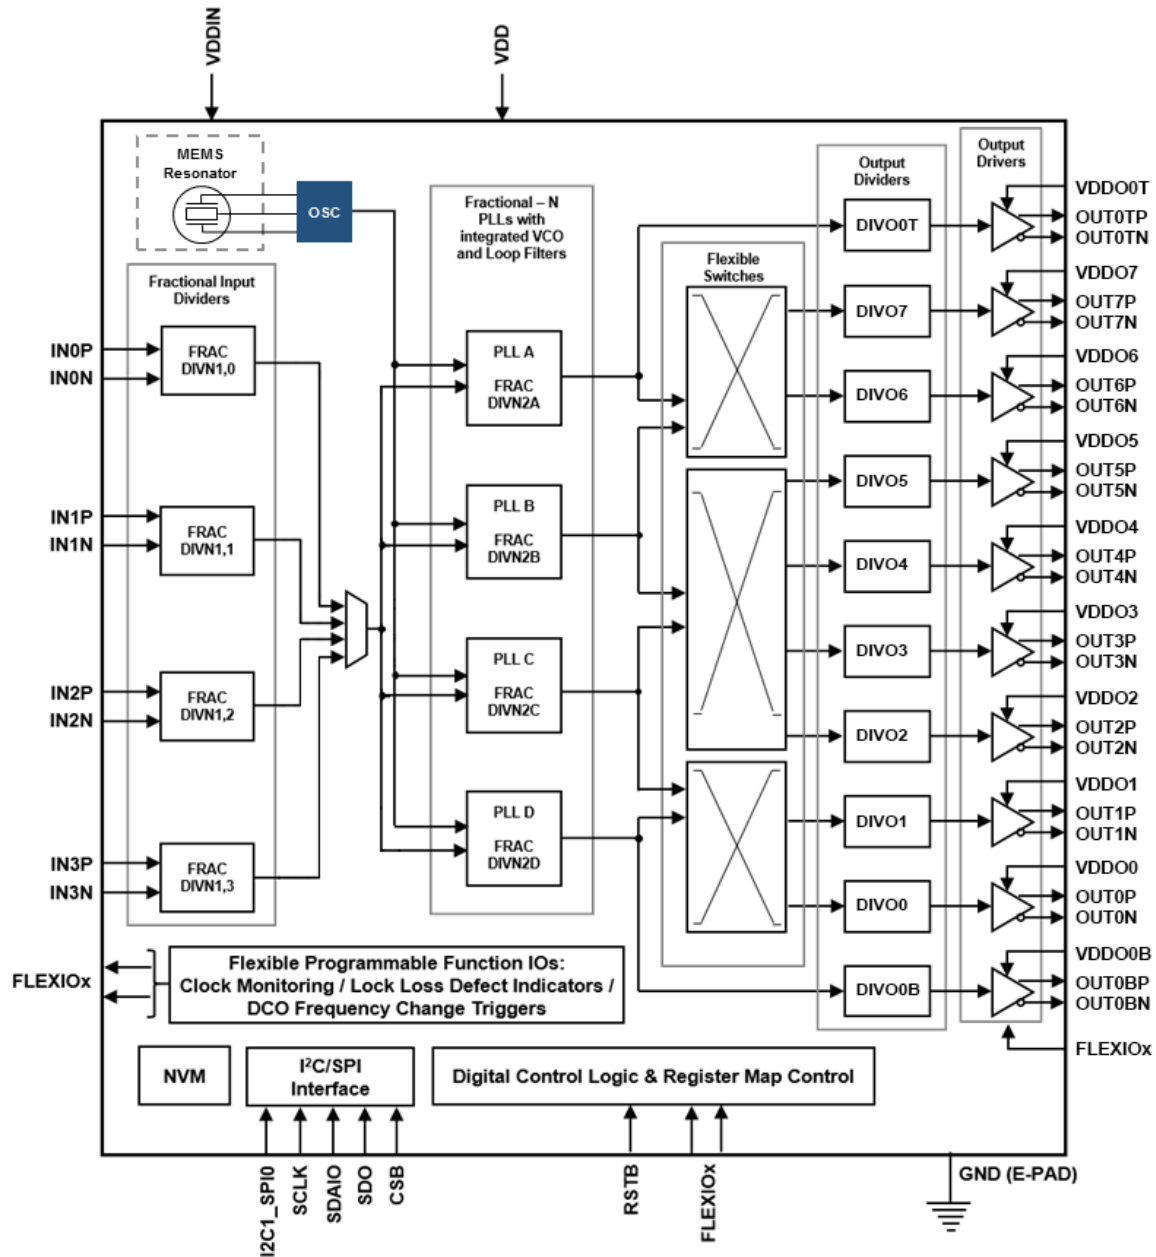 VDDIN
VDD
MEMS
Resonator
OSC
Fractional – N
PLLs with
integrated VCO
and Loop Filters
Output
Dividers
Output
Drivers
Fractional Input
Dividers
Flexible
Switches
IN0P
IN0N
FRAC
DIVN1,0
IN1P
IN1N
FRAC
DIVN1,1
IN2P
IN2N
FRAC
DIVN1,2
IN3P
IN3N
FRAC
DIVN1,3
PLL A
FRAC
DIVN2A
PLL B
FRAC
DIVN2B
PLL C
FRAC
DIVN2C
PLL D
FRAC
DIVN2D
DIVO0T
DIVO7
DIVO6
DIVO5
DIVO4
DIVO3
DIVO2
DIVO1
DIVO0
DIVO0B
VDDO0T
OUT0TP
OUT0TN
VDDO7
OUT7P
OUT7N
VDDO6
OUT6P
OUT6N
VDDO5
OUT5P
OUT5N
VDDO4
OUT4P
OUT4N
VDDO3
OUT3P
OUT3N
VDDO2
OUT2P
OUT2N
VDDO1
OUT1P
OUT1N
VDDO0
OUT0P
OUT0N
VDDO0B
OUT0BP
OUT0BN
FLEXIOx
FLEXIOx
Flexible Programmable Function IOs:
Clock Monitoring / Lock Loss Defect Indicators /
DCO Frequency Change Triggers
NVM
I²C/SPI
Interface
Digital Control Logic & Register Map Control
I2C1_SPI0
SCLK
SDAIO
SDO
CSB
RSTB
FLEXIOx
GND (E-PAD)